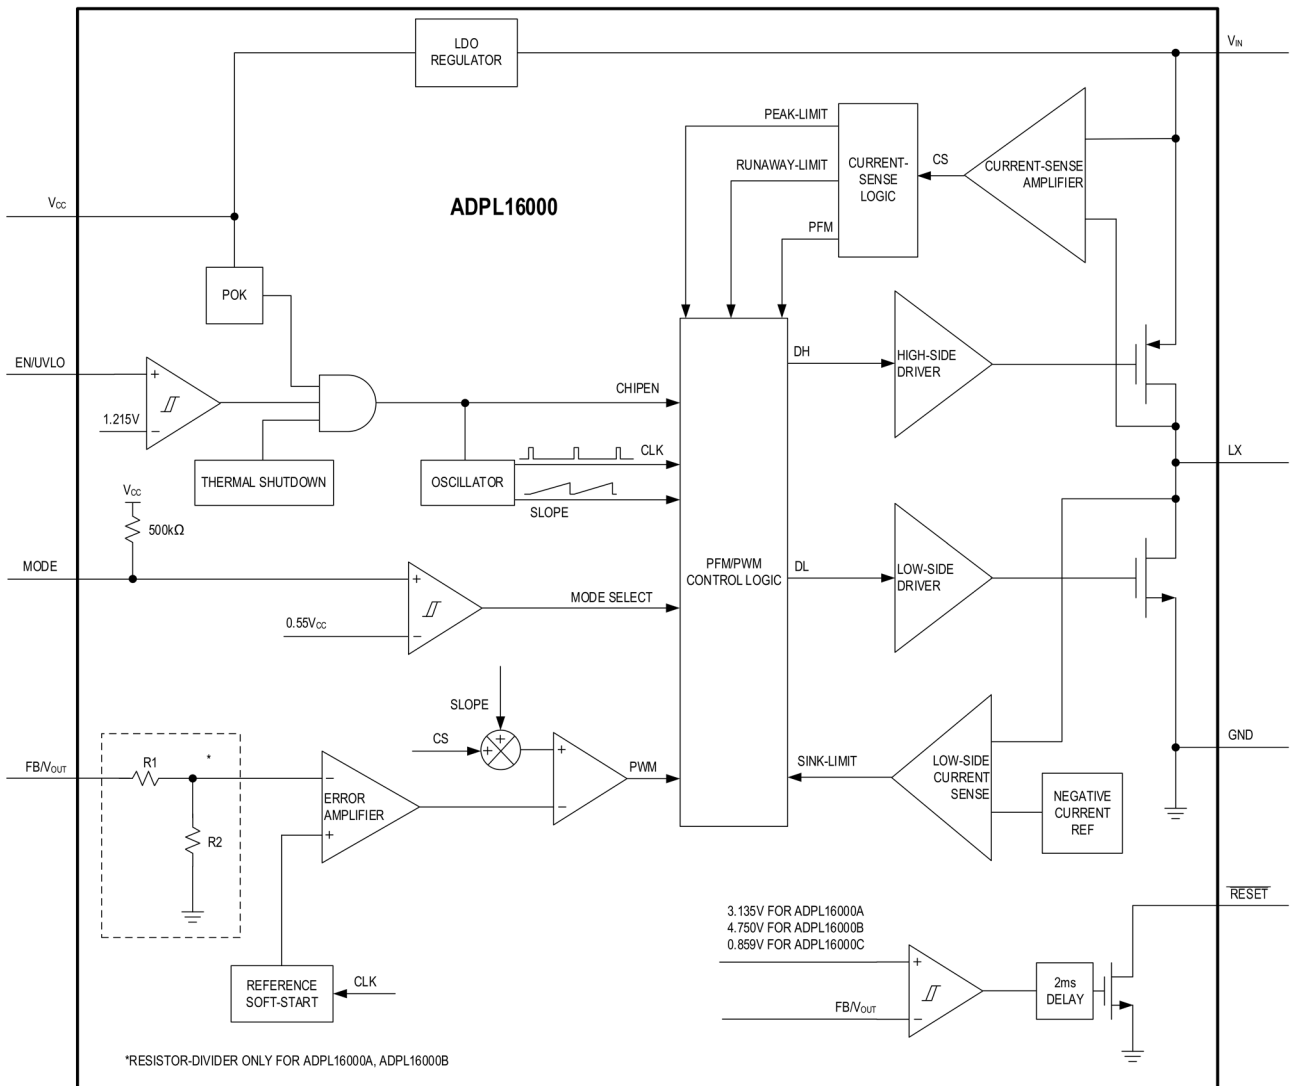 LDO
REGULATOR
VIN
PEAK-LIMIT
RUNAWAY-LIMIT
PFM
CURRENT-
SENSE
LOGIC
CS
CURRENT-SENSE
AMPLIFIER
VCC
ADPL16000
POK
EN/UVLO
+
1.215V
−
THERMAL SHUTDOWN
CHIPEN
OSCILLATOR
CLK
SLOPE
DH
HIGH-SIDE
DRIVER
LX
VCC
500kΩ
MODE
+
0.55VCC
−
MODE SELECT
PFM/PWM
CONTROL LOGIC
DL
LOW-SIDE
DRIVER
SLOPE
CS
+
+
+
−
PWM
SINK-LIMIT
LOW-SIDE
CURRENT
SENSE
NEGATIVE
CURRENT
REF
GND
FB/VOUT
R1
*
R2
−
ERROR
AMPLIFIER
+
REFERENCE
SOFT-START
CLK
3.135V FOR ADPL16000A
4.750V FOR ADPL16000B
0.859V FOR ADPL16000C
+
FB/VOUT
−
2ms
DELAY
RESET
*RESISTOR-DIVIDER ONLY FOR ADPL16000A, ADPL16000B